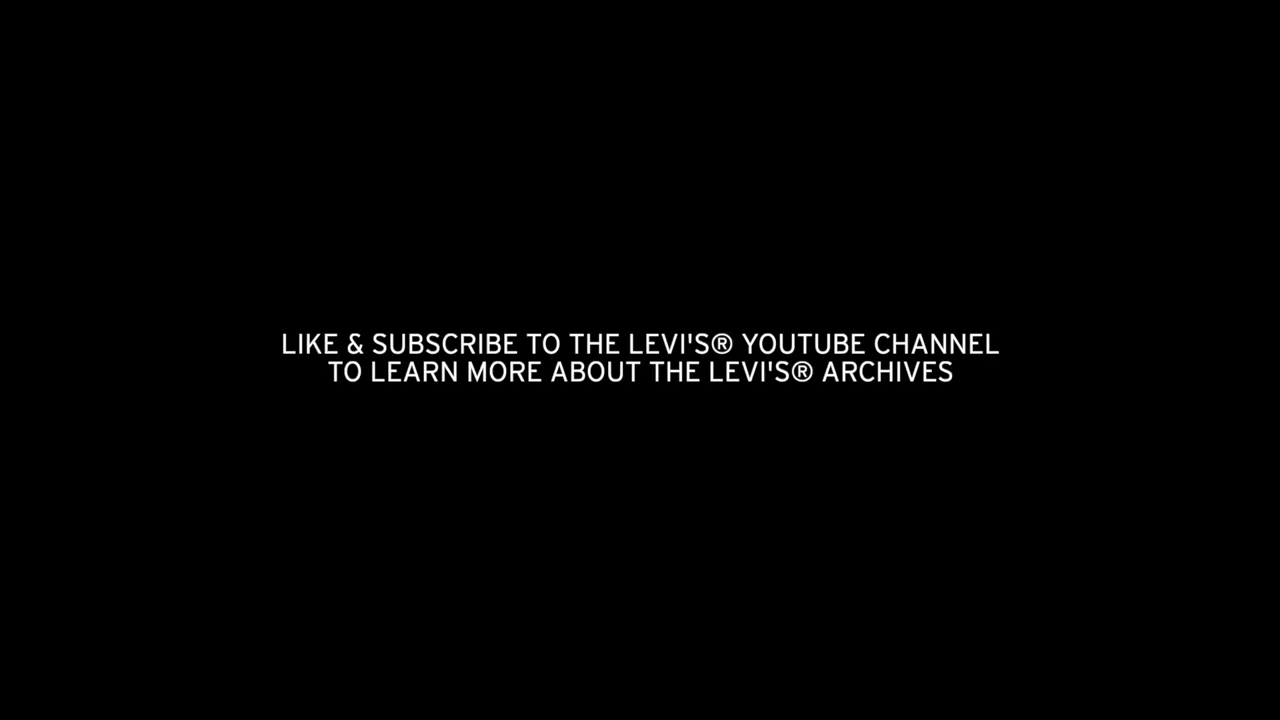 LIKE & SUBSCRIBE TO THE LEVI'S® YOUTUBE CHANNEL
TO LEARN MORE ABOUT THE LEVI'S® ARCHIVES